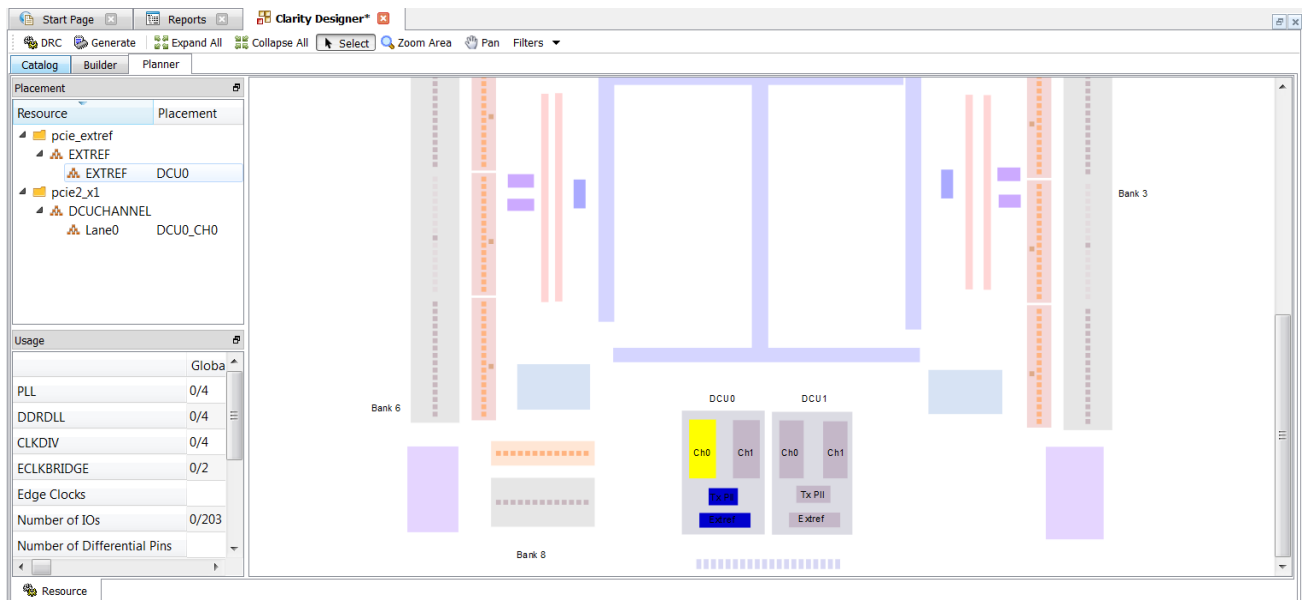 Start Page Reports Clarity Designer*
DRC Generate Expand All Collapse All Select Zoom Area Pan Filters
Catalog Builder Planner
Placement
Resource Placement
pcie_extref
EXTREF
EXTREF DCU0
pcie2_x1
DCUCHANNEL
Lane0 DCU0_CH0
Usage
Globa
PLL 0/4
DDRDLL 0/4
CLKDIV 0/4
ECLKBRIDGE 0/2
Edge Clocks
Number of IOs 0/203
Number of Differential Pins
Resource
Bank 3
Bank 6
DCU0 DCU1
Ch0 Ch1 Ch0 Ch1
Tx Pll Tx Pll
Extref Extref
Bank 8